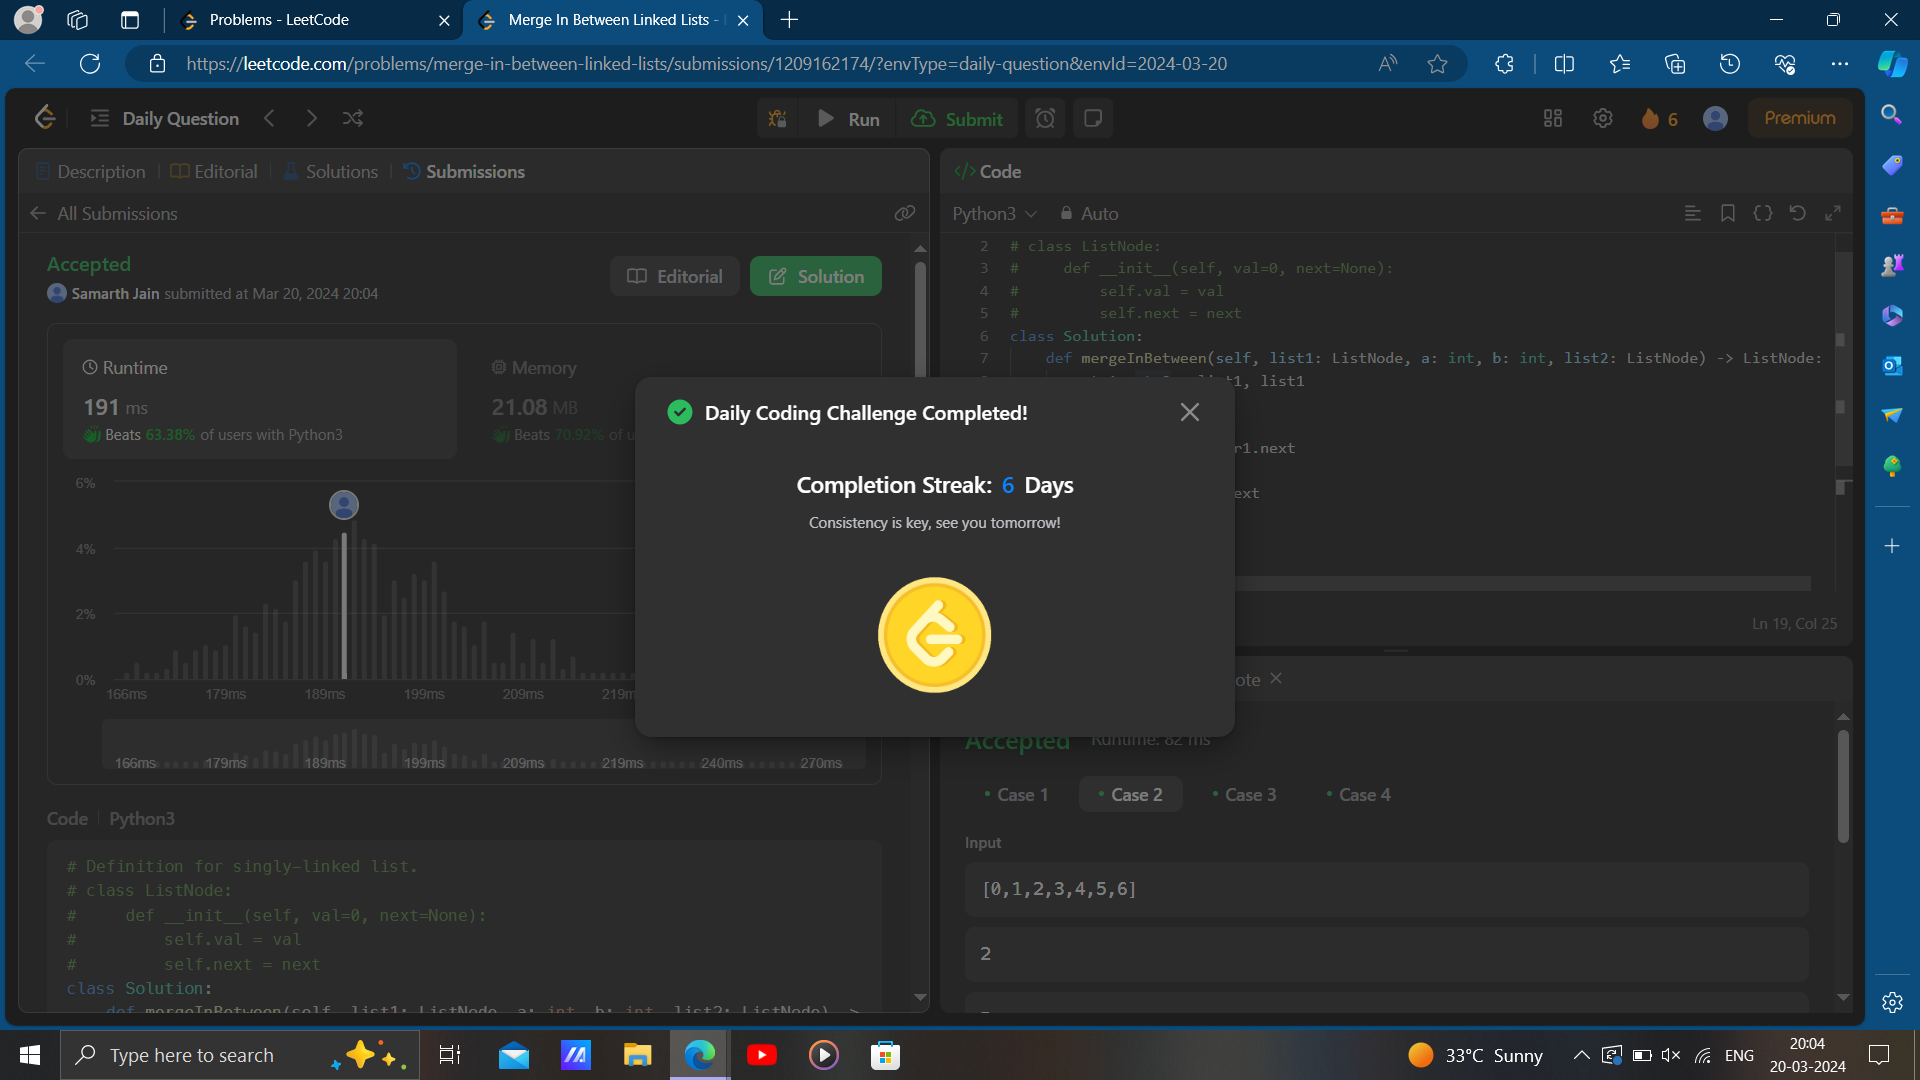 Problems - LeetCode
Merge In Between Linked Lists -
https://leetcode.com/problems/merge-in-between-linked-lists/submissions/1209162174/?envType=daily-question&envId=2024-03-20
Daily Question
Run
Submit
6
Premium
Description
Editorial
Solutions
Submissions
All Submissions
Accepted
Samarth Jain submitted at Mar 20, 2024 20:04
Editorial
Solution
Runtime
191 ms
Beats 63.38% of users with Python3
Memory
21.08 MB
Beats 70.92% of u
6%
4%
2%
0%
166ms 179ms 189ms 199ms 209ms 219m
166ms 179ms 189ms 199ms 209ms 219ms 240ms 270ms
Code Python3
# Definition for singly-linked list.
# class ListNode:
# def __init__(self, val=0, next=None):
# self.val = val
# self.next = next
class Solution:
def mergeInBetween(self, list1: ListNode, a: int, b: int, list2: ListNode) ->
Daily Coding Challenge Completed!
Completion Streak: 6 Days
Consistency is key, see you tomorrow!
</> Code
Python3
Auto
2 # class ListNode:
3 # def __init__(self, val=0, next=None):
4 # self.val = val
5 # self.next = next
6 class Solution:
7 def mergeInBetween(self, list1: ListNode, a: int, b: int, list2: ListNode) -> ListNode:
t1, list1
r1.next
ext
Ln 19, Col 25
ote
Accepted
Runtime: 82 ms
Case 1
Case 2
Case 3
Case 4
Input
[0,1,2,3,4,5,6]
2
Type here to search
33°C Sunny
ENG
20:04
20-03-2024